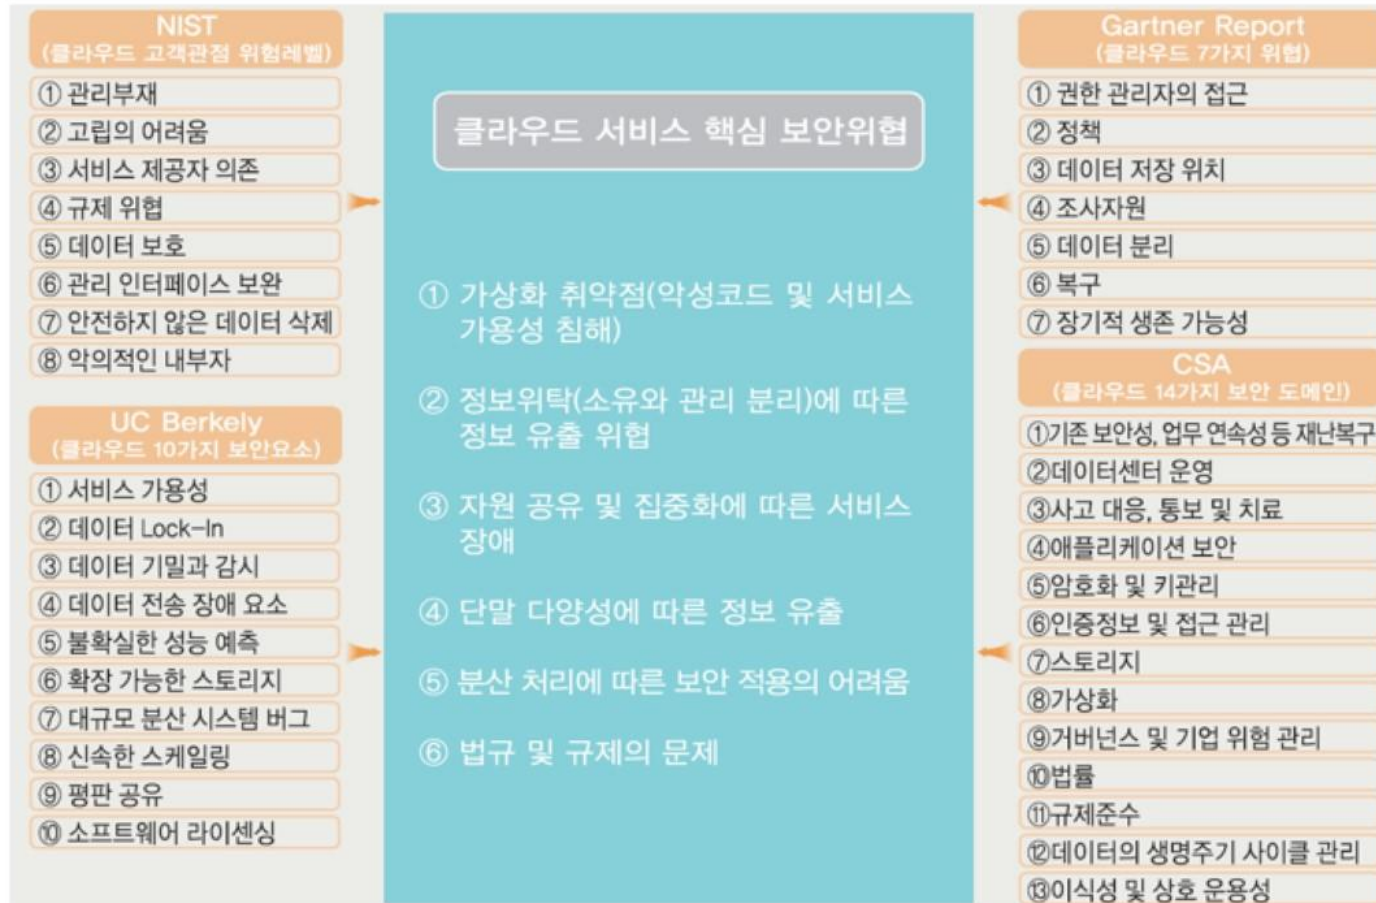 NIST
(클라우드 고객관점 위험레벨)
① 관리부재
② 고립의 어려움
③ 서비스 제공자 의존
④ 규제 위협
⑤ 데이터 보호
⑥ 관리 인터페이스 보완
⑦ 안전하지 않은 데이터 삭제
⑧ 악의적인 내부자
UC Berkely
(클라우드 10가지 보안요소)
① 서비스 가용성
② 데이터 Lock-In
③ 데이터 기밀과 감시
④ 데이터 전송 장애 요소
⑤ 불확실한 성능 예측
⑥ 확장 가능한 스토리지
⑦ 대규모 분산 시스템 버그
⑧ 신속한 스케일링
⑨ 평판 공유
⑩ 소프트웨어 라이센싱
클라우드 서비스 핵심 보안위협
① 가상화 취약점(악성코드 및 서비스
가용성 침해)
② 정보위탁(소유와 관리 분리)에 따른
정보 유출 위협
③ 자원 공유 및 집중화에 따른 서비스
장애
④ 단말 다양성에 따른 정보 유출
⑤ 분산 처리에 따른 보안 적용의 어려움
⑥ 법규 및 규제의 문제
Gartner Report
(클라우드 7가지 위협)
① 권한 관리자의 접근
② 정책
③ 데이터 저장 위치
④ 조사자원
⑤ 데이터 분리
⑥ 복구
⑦ 장기적 생존 가능성
CSA
(클라우드 14가지 보안 도메인)
①기존 보안성, 업무 연속성 등 재난복구
②데이터센터 운영
③사고 대응, 통보 및 치료
④애플리케이션 보안
⑤암호화 및 키관리
⑥인증정보 및 접근 관리
⑦스토리지
⑧가상화
⑨거버넌스 및 기업 위험 관리
⑩법률
⑪규제준수
⑫데이터의 생명주기 사이클 관리
⑬이식성 및 상호 운용성